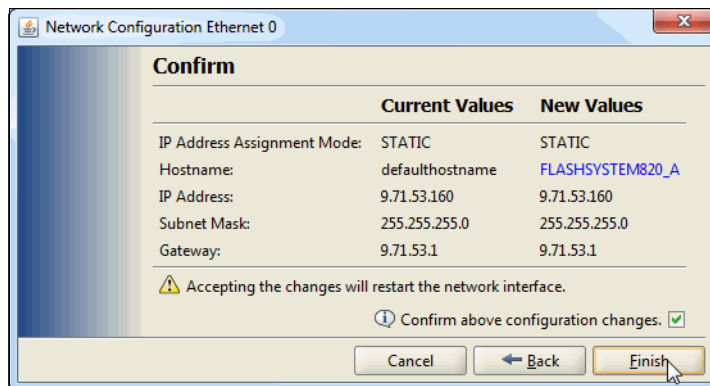 Network Configuration Ethernet 0
Confirm
Current Values New Values
IP Address Assignment Mode: STATIC STATIC
Hostname: defaulthostname FLASHSYSTEM820_A
IP Address: 9.71.53.160 9.71.53.160
Subnet Mask: 255.255.255.0 255.255.255.0
Gateway: 9.71.53.1 9.71.53.1
Accepting the changes will restart the network interface.
Confirm above configuration changes.
Cancel Back Finish